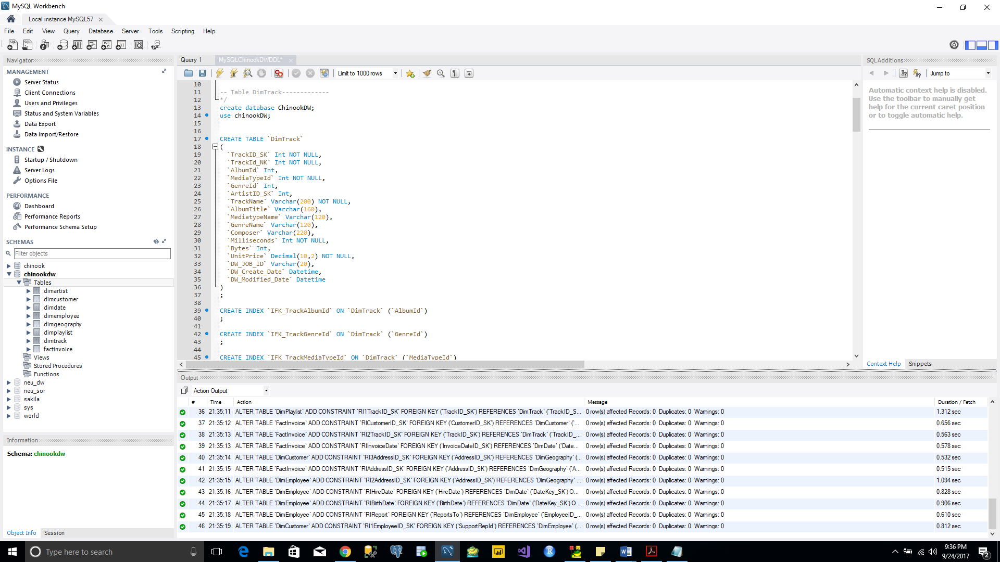 MySQL Workbench
Local instance MySQL57
File Edit View Query Database Server Tools Scripting Help
Navigator
MANAGEMENT
Server Status
Client Connections
Users and Privileges
Status and System Variables
Data Export
Data Import/Restore
INSTANCE
Startup / Shutdown
Server Logs
Options File
PERFORMANCE
Dashboard
Performance Reports
Performance Schema Setup
SCHEMAS
Filter objects
chinook
chinookdw
Tables
dimartist
dimcustomer
dimdate
dimemployee
dimgeography
dimplaylist
dimtrack
factinvoice
Views
Stored Procedures
Functions
neu_dw
neu_sor
sakila
sys
world
Information
Schema: chinookdw
Object Info Session
Query 1 MySQLChinookDWDDL*
Limit to 1000 rows
10
11 -- Table DimTrack-------------
12 */
13 create database ChinookDW;
14 use chinookDW;
15
16
17 CREATE TABLE `DimTrack`
18 (
19 `TrackID_SK` Int NOT NULL,
20 `TrackId_NK` Int NOT NULL,
21 `AlbumId` Int,
22 `MediaTypeId` Int NOT NULL,
23 `GenreId` Int,
24 `ArtistID_SK` Int,
25 `TrackName` Varchar(200) NOT NULL,
26 `AlbumTitle` Varchar(160),
27 `MediatypeName` Varchar(120),
28 `GenreName` Varchar(120),
29 `Composer` Varchar(220),
30 `Milliseconds` Int NOT NULL,
31 `Bytes` Int,
32 `UnitPrice` Decimal(10,2) NOT NULL,
33 `DW_JOB_ID` Varchar(20),
34 `DW_Create_Date` Datetime,
35 `DW_Modified_Date` Datetime
36 )
37 ;
38
39 CREATE INDEX `IFK_TrackAlbumId` ON `DimTrack` (`AlbumId`)
40 ;
41
42 CREATE INDEX `IFK_TrackGenreId` ON `DimTrack` (`GenreId`)
43 ;
44
45 CREATE INDEX `IFK_TrackMediaTypeId` ON `DimTrack` (`MediaTypeId`)
SQLAdditions
Jump to
Automatic context help is disabled.
Use the toolbar to manually get
help for the current caret position
or to toggle automatic help.
Context Help Snippets
Output
Action Output
# Time Action Message Duration / Fetch
36 21:35:11 ALTER TABLE `DimPlaylist` ADD CONSTRAINT `RI1TrackID_SK` FOREIGN KEY (`TrackID_SK`) REFERENCES `DimTrack` (`TrackID_S... 0 row(s) affected Records: 0 Duplicates: 0 Warnings: 0 1.312 sec
37 21:35:12 ALTER TABLE `FactInvoice` ADD CONSTRAINT `RICustomerID_SK` FOREIGN KEY (`CustomerID_SK`) REFERENCES `DimCustomer` (`... 0 row(s) affected Records: 0 Duplicates: 0 Warnings: 0 0.656 sec
38 21:35:13 ALTER TABLE `FactInvoice` ADD CONSTRAINT `RI2TrackID_SK` FOREIGN KEY (`TrackID_SK`) REFERENCES `DimTrack` (`TrackID_... 0 row(s) affected Records: 0 Duplicates: 0 Warnings: 0 0.563 sec
39 21:35:13 ALTER TABLE `FactInvoice` ADD CONSTRAINT `RIInvoiceDate` FOREIGN KEY (`InvoiceDateID_SK`) REFERENCES `DimDate` (`Date... 0 row(s) affected Records: 0 Duplicates: 0 Warnings: 0 0.578 sec
40 21:35:14 ALTER TABLE `DimCustomer` ADD CONSTRAINT `RI3AddressID_SK` FOREIGN KEY (`AddressID_SK`) REFERENCES `DimGeography` (... 0 row(s) affected Records: 0 Duplicates: 0 Warnings: 0 0.532 sec
41 21:35:15 ALTER TABLE `FactInvoice` ADD CONSTRAINT `RIAddressID_SK` FOREIGN KEY (`AddressID_SK`) REFERENCES `DimGeography` (`A... 0 row(s) affected Records: 0 Duplicates: 0 Warnings: 0 0.515 sec
42 21:35:15 ALTER TABLE `DimEmployee` ADD CONSTRAINT `RI2AddressID_SK` FOREIGN KEY (`AddressID_SK`) REFERENCES `DimGeography` ... 0 row(s) affected Records: 0 Duplicates: 0 Warnings: 0 1.094 sec
43 21:35:16 ALTER TABLE `DimEmployee` ADD CONSTRAINT `RIHireDate` FOREIGN KEY (`HireDate`) REFERENCES `DimDate` (`DateKey_SK`) O... 0 row(s) affected Records: 0 Duplicates: 0 Warnings: 0 0.828 sec
44 21:35:17 ALTER TABLE `DimEmployee` ADD CONSTRAINT `RIBirthDate` FOREIGN KEY (`BirthDate`) REFERENCES `DimDate` (`DateKey_SK`) O... 0 row(s) affected Records: 0 Duplicates: 0 Warnings: 0 0.906 sec
45 21:35:18 ALTER TABLE `DimEmployee` ADD CONSTRAINT `RIReport` FOREIGN KEY (`ReportsTo`) REFERENCES `DimEmployee` (`EmployeeID_... 0 row(s) affected Records: 0 Duplicates: 0 Warnings: 0 0.610 sec
46 21:35:19 ALTER TABLE `DimCustomer` ADD CONSTRAINT `RI1EmployeeID_SK` FOREIGN KEY (`SupportRepId`) REFERENCES `DimEmployee` (... 0 row(s) affected Records: 0 Duplicates: 0 Warnings: 0 0.812 sec
Type here to search
9:36 PM
9/24/2017
2